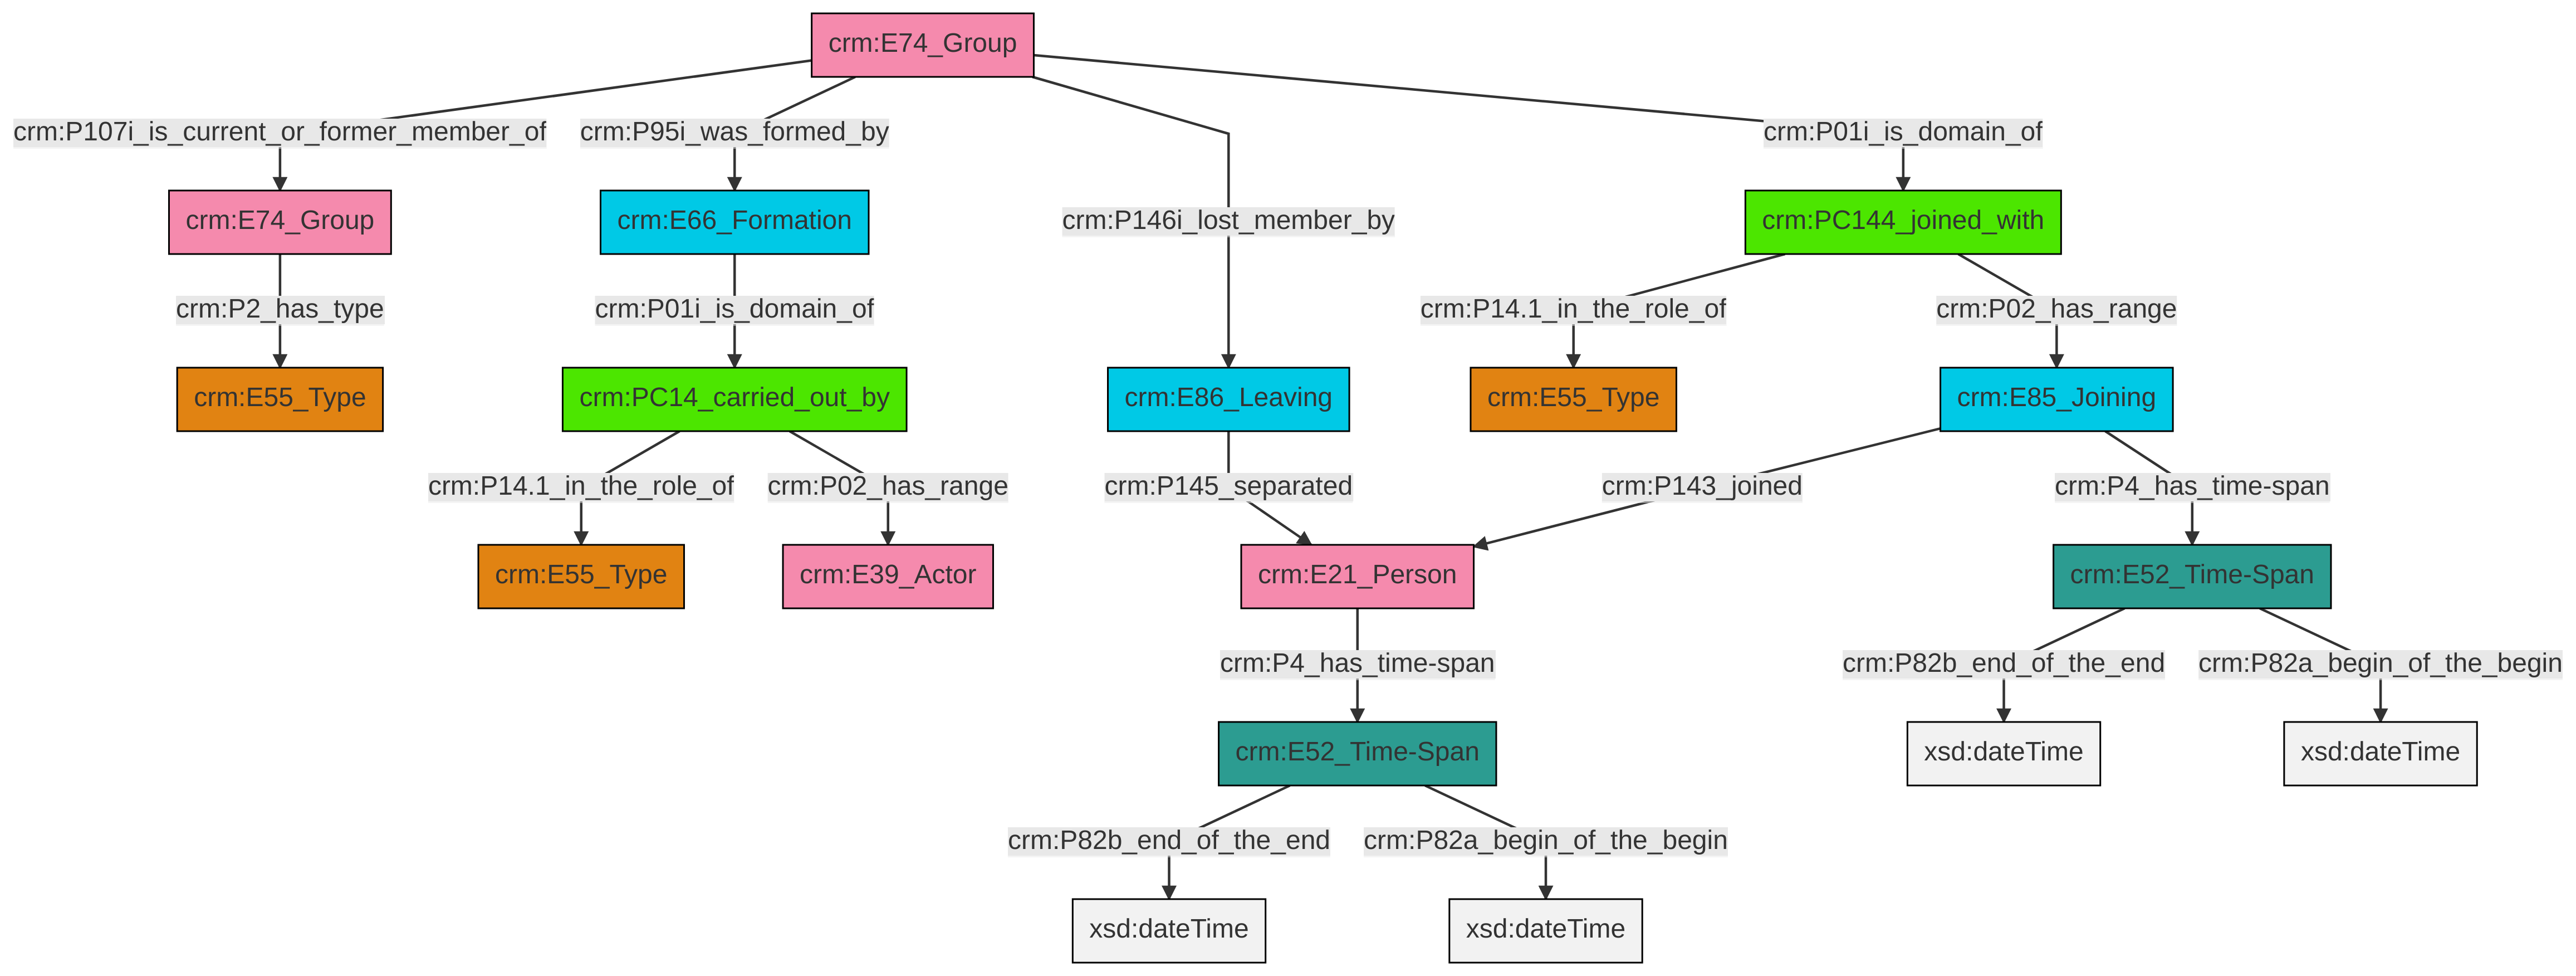 crm:E74_Group
crm:P107i_is_current_or_former_member_of
crm:P95i_was_formed_by
crm:P01i_is_domain_of
crm:E74_Group
crm:E66_Formation
crm:P146i_lost_member_by
crm:PC144_joined_with
crm:P2_has_type
crm:P01i_is_domain_of
crm:P14.1_in_the_role_of
crm:P02_has_range
crm:E55_Type
crm:PC14_carried_out_by
crm:E86_Leaving
crm:E55_Type
crm:E85_Joining
crm:P14.1_in_the_role_of
crm:P02_has_range
crm:P145_separated
crm:P143_joined
crm:P4_has_time-span
crm:E55_Type
crm:E39_Actor
crm:E21_Person
crm:E52_Time-Span
crm:P4_has_time-span
crm:P82b_end_of_the_end
crm:P82a_begin_of_the_begin
crm:E52_Time-Span
xsd:dateTime
xsd:dateTime
crm:P82b_end_of_the_end
crm:P82a_begin_of_the_begin
xsd:dateTime
xsd:dateTime